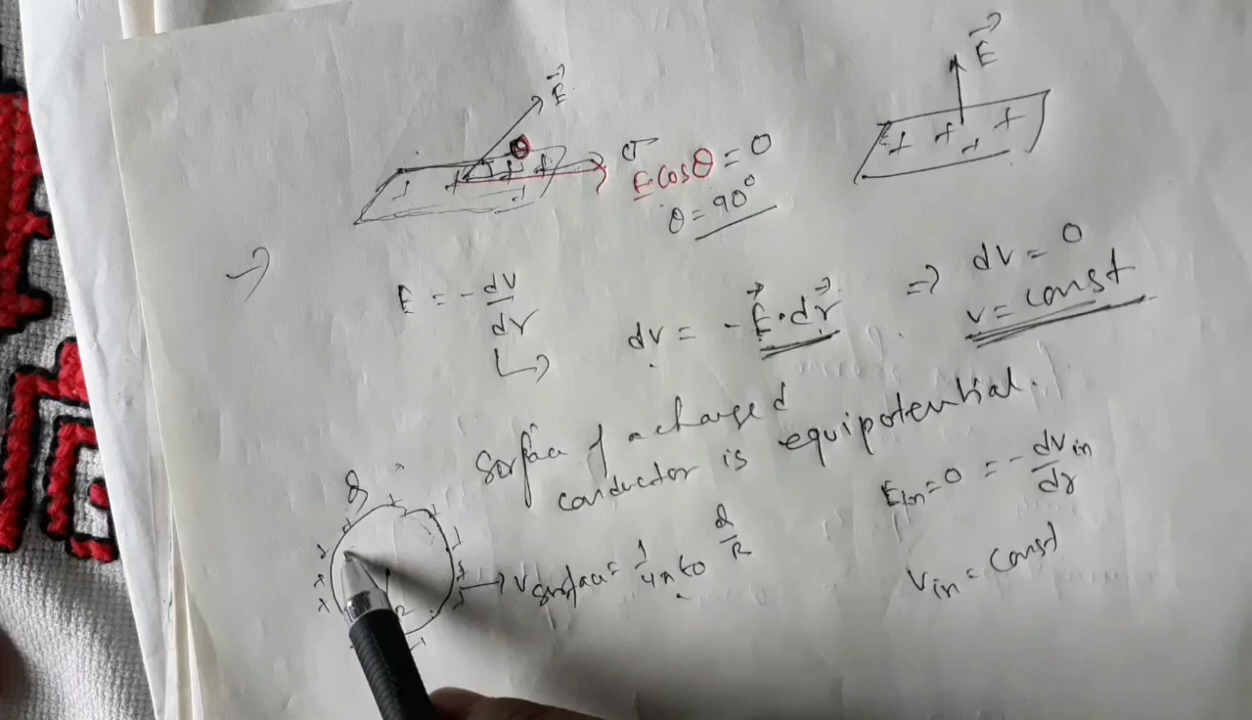 E⃗
E⃗
+ + + + +
σ
+ + + +
θ
E cosθ = 0
θ = 90°
E = - dv/dr
dv = - E⃗ · dr⃗ => dv = 0
v = const
Surface of a charged
conductor is equipotential.
E_in = 0 = - dv_in/dr
V_in = const
Q
R
V surface = 1/4πε0 Q/R